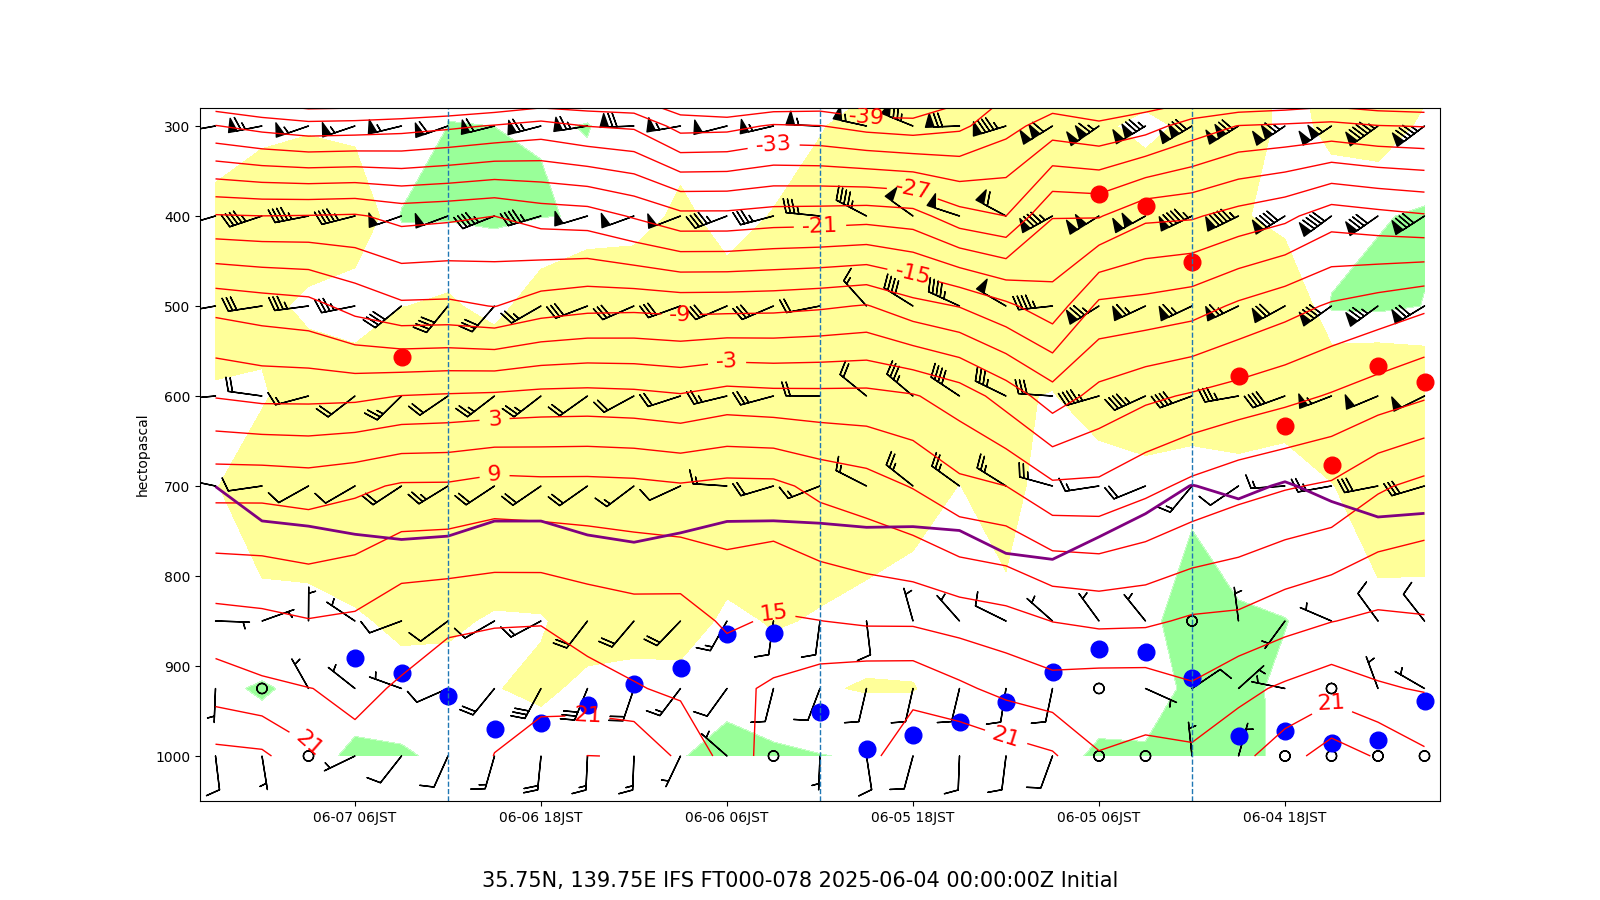 300
400
500
600
700
800
900
1000
hectopascal
-39
-33
-27
-21
-15
-9
-3
3
9
15
21
21
21
21
06-07 06JST
06-06 18JST
06-06 06JST
06-05 18JST
06-05 06JST
06-04 18JST
35.75N, 139.75E IFS FT000-078 2025-06-04 00:00:00Z Initial